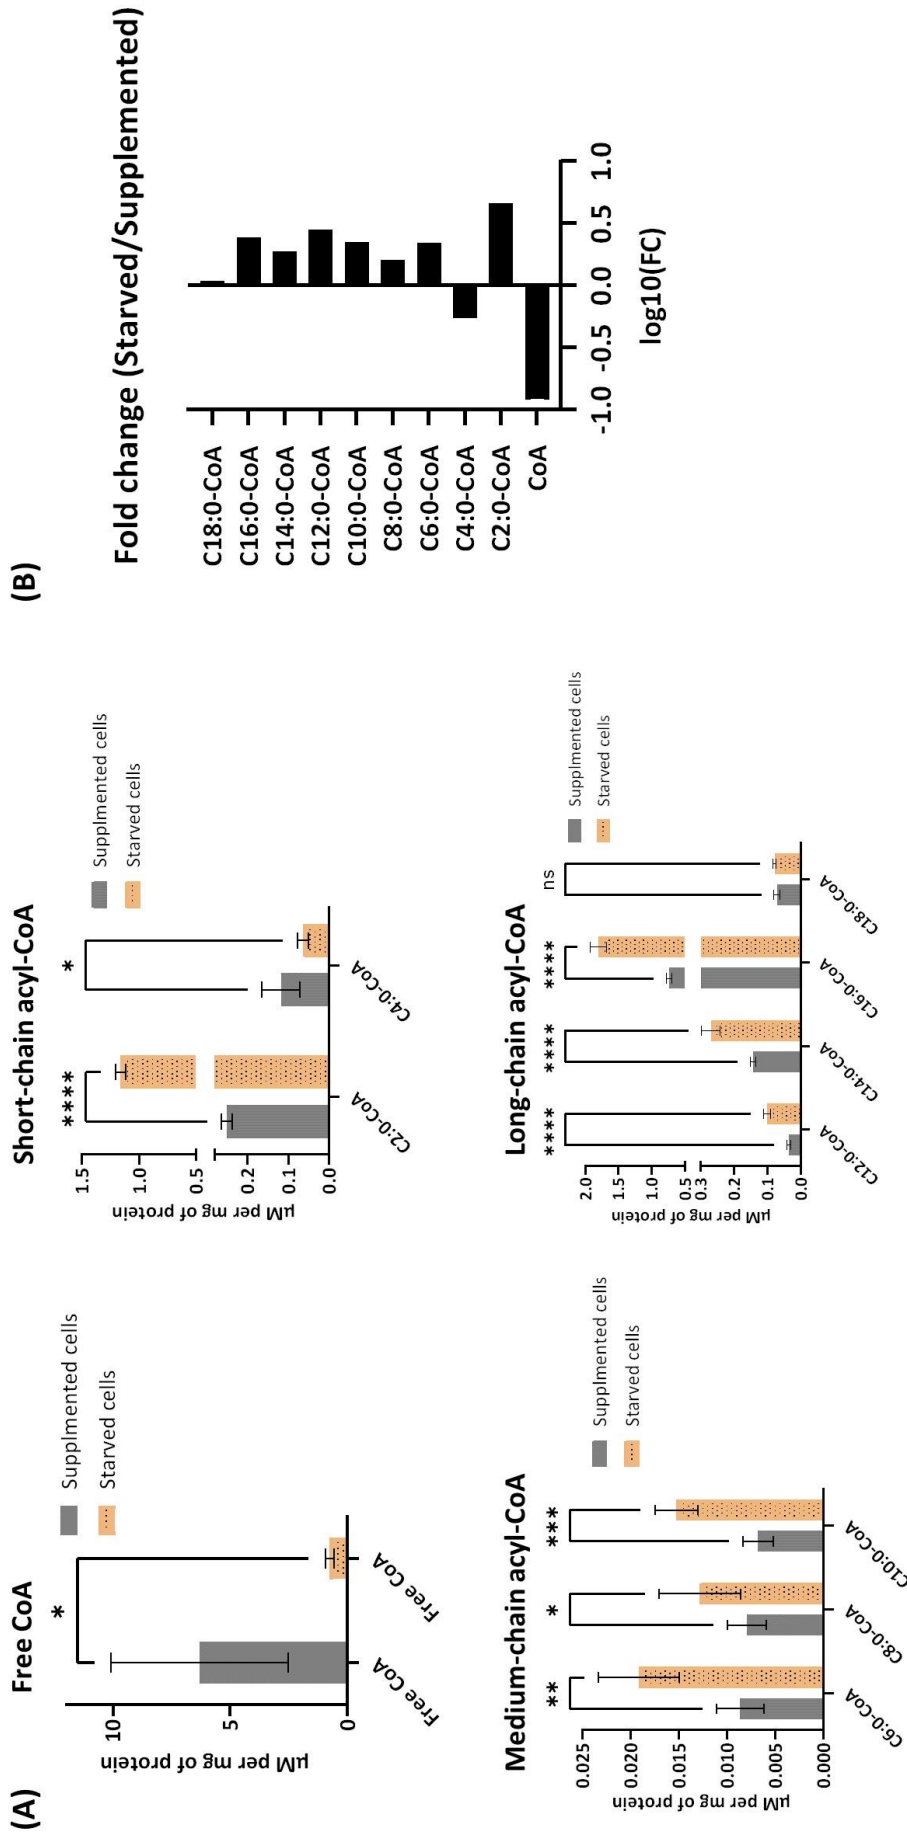 (A)
Free CoA
Supplmented cells
Starved cells
*
10
5
0
µM per mg of protein
Free CoA
Free CoA
Short-chain acyl-CoA
Supplmented cells
Starved cells
****
*
1.5
1.0
0.5
0.2
0.1
0.0
µM per mg of protein
C2:0-CoA
C4:0-CoA
Medium-chain acyl-CoA
Supplmented cells
Starved cells
**
*
***
0.025
0.020
0.015
0.010
0.005
0.000
µM per mg of protein
C6:0-CoA
C8:0-CoA
C10:0-CoA
Long-chain acyl-CoA
Supplmented cells
Starved cells
****
****
****
ns
2.0
1.5
1.0
0.5
0.3
0.2
0.1
0.0
µM per mg of protein
C12:0-CoA
C14:0-CoA
C16:0-CoA
C18:0-CoA
(B)
Fold change (Starved/Supplemented)
C18:0-CoA
C16:0-CoA
C14:0-CoA
C12:0-CoA
C10:0-CoA
C8:0-CoA
C6:0-CoA
C4:0-CoA
C2:0-CoA
CoA
-1.0 -0.5 0.0 0.5 1.0
log10(FC)